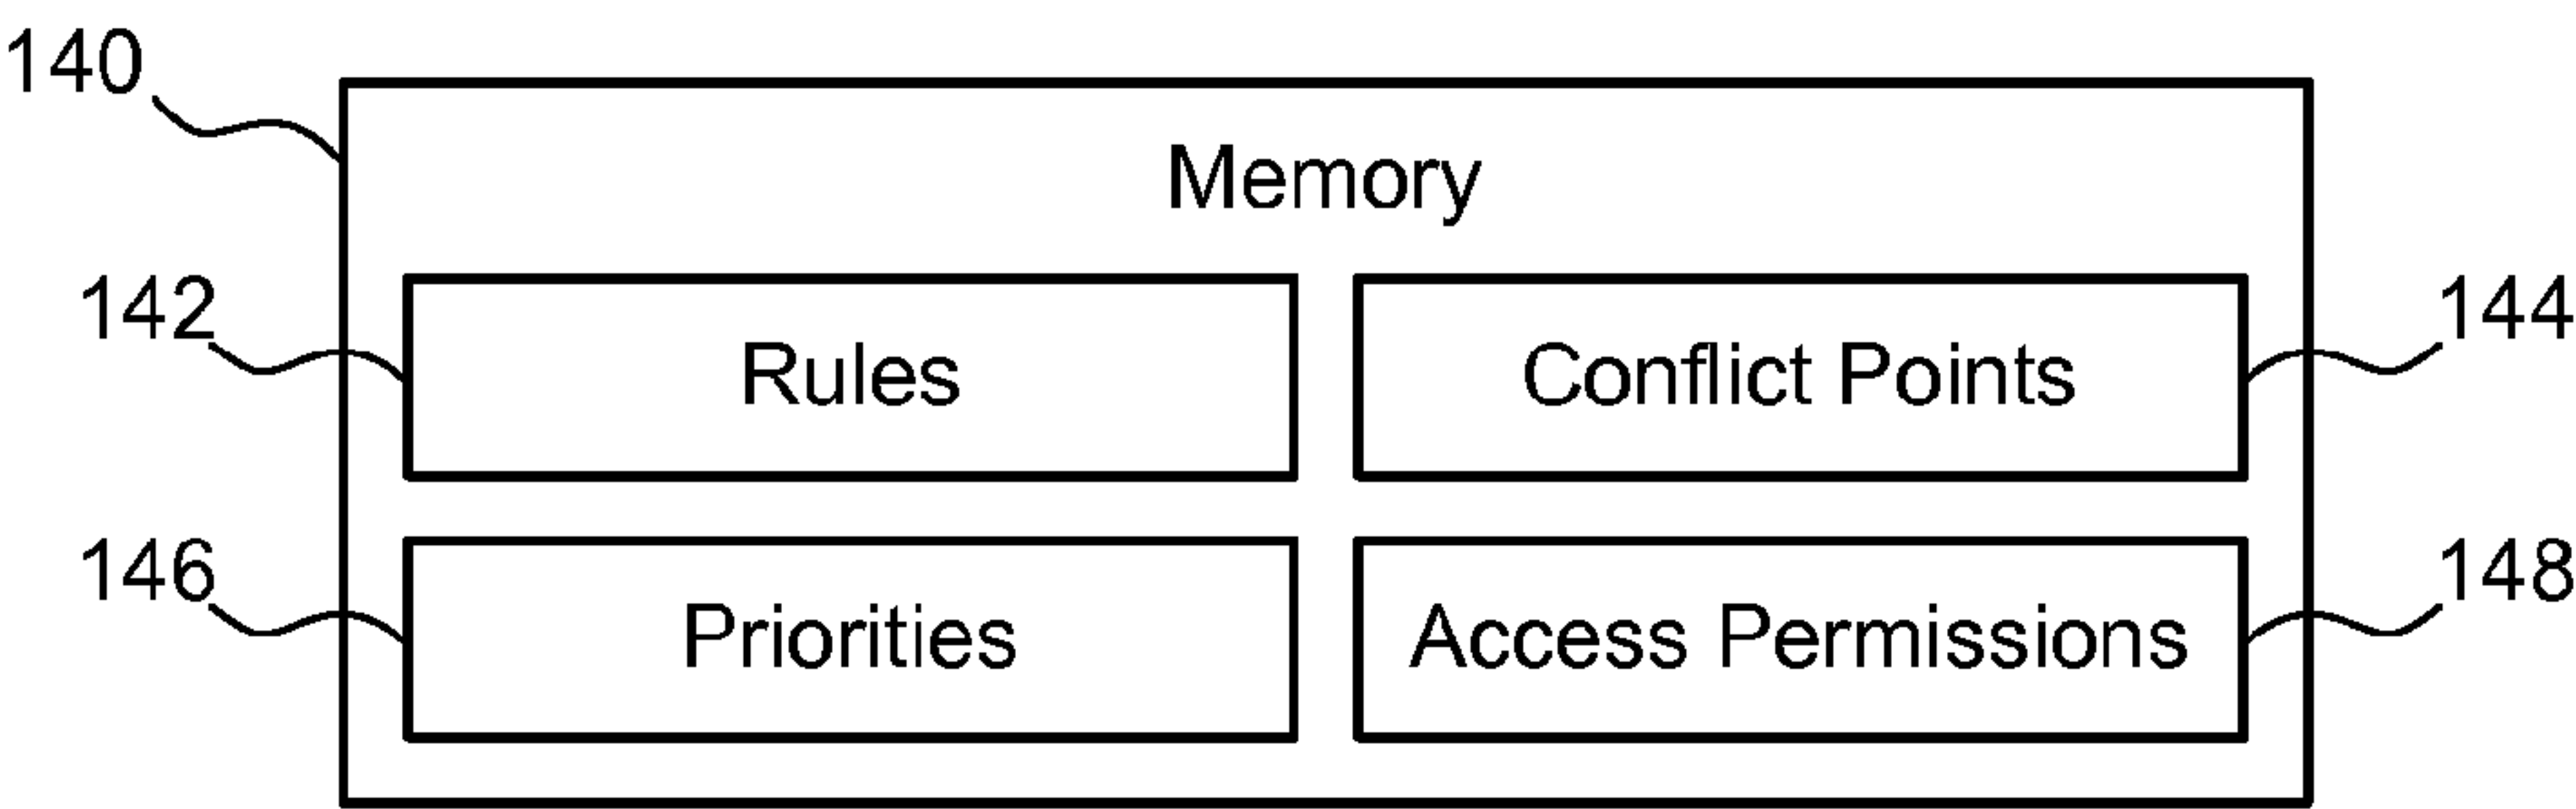 140
Memory
142
Rules
Conflict Points
144
146
Priorities
Access Permissions
148